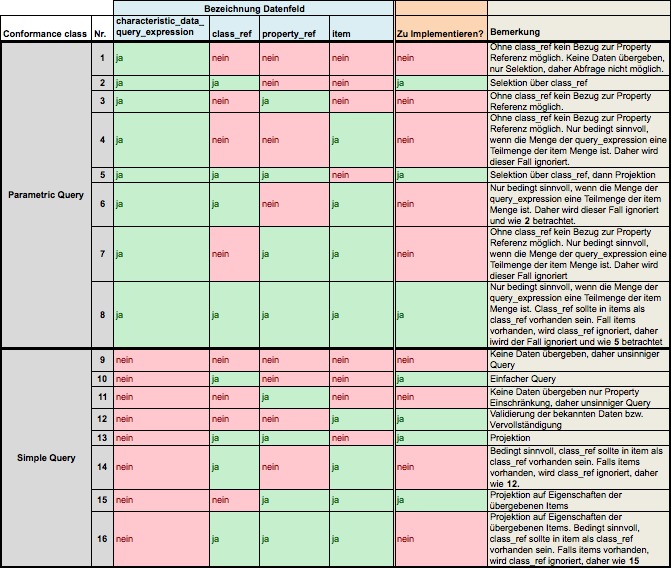 Bezeichnung Datenfeld
Conformance class Nr. characteristic_data_
query_expression class_ref property_ref item Zu Implementieren? Bemerkung
Parametric Query
1 ja nein nein nein nein Ohne class_ref kein Bezug zur Property
Referenz möglich. Keine Daten übergeben,
nur Selektion, daher Abfrage nicht möglich.
2 ja ja nein nein ja Selektion über class_ref
3 ja nein ja nein nein Ohne class_ref kein Bezug zur Property
Referenz möglich.
4 ja nein nein ja nein Ohne class_ref kein Bezug zur Property
Referenz möglich. Nur bedingt sinnvoll,
wenn die Menge der query_expression eine
Teilmenge der item Menge ist. Daher wird
dieser Fall ignoriert.
5 ja ja ja nein ja Selektion über class_ref, dann Projektion
6 ja ja nein ja nein Nur bedingt sinnvoll, wenn die Menge der
query_expression eine Teilmenge der item
Menge ist. Daher wird dieser Fall ignoriert
und wie 2 betrachtet.
7 ja nein ja ja nein Ohne class_ref kein Bezug zur Property
Referenz möglich. Nur bedingt sinnvoll,
wenn die Menge der query_expression eine
Teilmenge der item Menge ist. Daher wird
dieser Fall ignoriert
8 ja ja ja ja ja Nur bedingt sinnvoll, wenn die Menge der
query_expression eine Teilmenge der item
Menge ist. Class_ref sollte in items als
class_ref vorhanden sein. Fall items
vorhanden, wird class_ref ignoriert, daher
iwird der Fall ignoriert und wie 5 betrachtet
Simple Query
9 nein nein nein nein nein Keine Daten übergeben, daher unsinniger
Query
10 nein ja nein nein ja Einfacher Query
11 nein nein ja nein nein Keine Daten übergeben nur Property
Einschränkung, daher unsinniger Query
12 nein nein nein ja ja Validierung der bekannten Daten bzw.
Vervollständigung
13 nein ja ja nein ja Projektion
14 nein ja nein ja nein Bedingt sinnvoll, class_ref sollte in item als
class_ref vorhanden sein. Falls items
vorhanden, wird class_ref ignoriert, daher
wie 12.
15 nein nein ja ja ja Projektion auf Eigenschaften der
übergebenen Items
16 nein ja ja ja nein Projektion auf Eigenschaften der
übergebenen Items. Bedingt sinnvoll,
class_ref sollte in item als class_ref
vorhanden sein. Falls items vorhanden,
wird class_ref ignoriert, daher wie 15